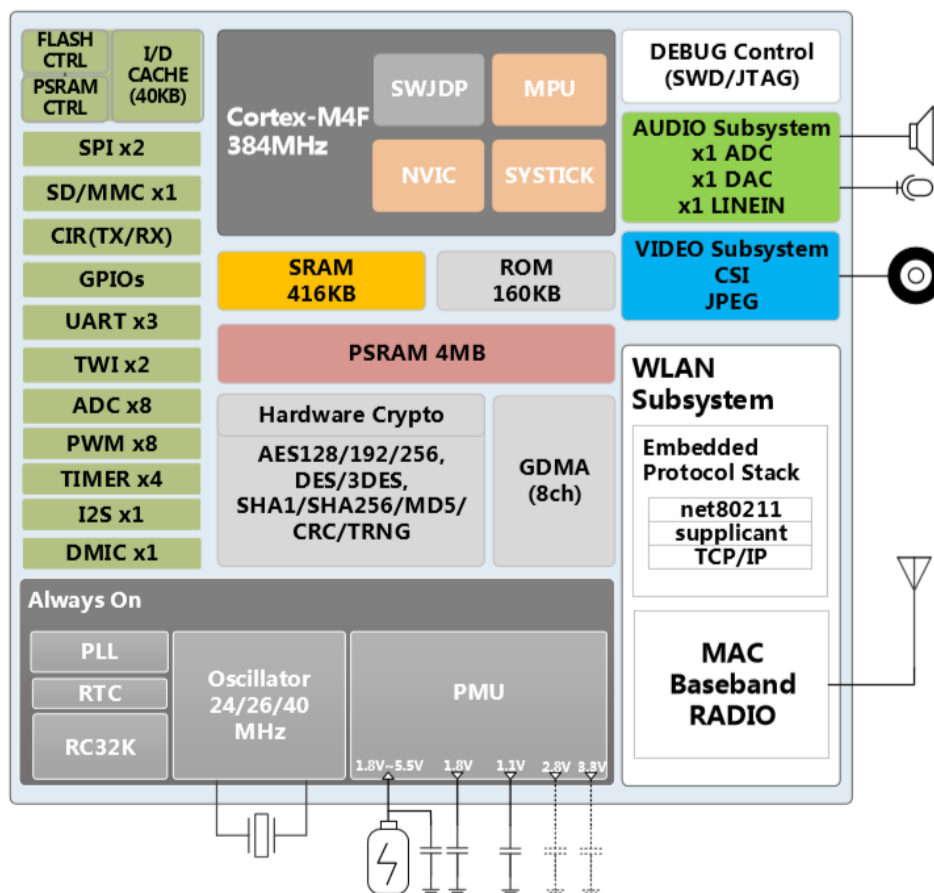 FLASH
CTRL
PSRAM
CTRL
I/D
CACHE
(40KB)
SPI x2
SD/MMC x1
CIR(TX/RX)
GPIOs
UART x3
TWI x2
ADC x8
PWM x8
TIMER x4
I2S x1
DMIC x1
Cortex-M4F
384MHz
SWJDP
MPU
NVIC
SYSTICK
SRAM
416KB
ROM
160KB
PSRAM 4MB
Hardware Crypto
AES128/192/256,
DES/3DES,
SHA1/SHA256/MD5/
CRC/TRNG
GDMA
(8ch)
DEBUG Control
(SWD/JTAG)
AUDIO Subsystem
x1 ADC
x1 DAC
x1 LINEIN
VIDEO Subsystem
CSI
JPEG
WLAN
Subsystem
Embedded
Protocol Stack
net80211
supplicant
TCP/IP
MAC
Baseband
RADIO
Always On
PLL
RTC
RC32K
Oscillator
24/26/40
MHz
PMU
1.8V~5.5V
1.8V
1.1V
2.8V
3.3V